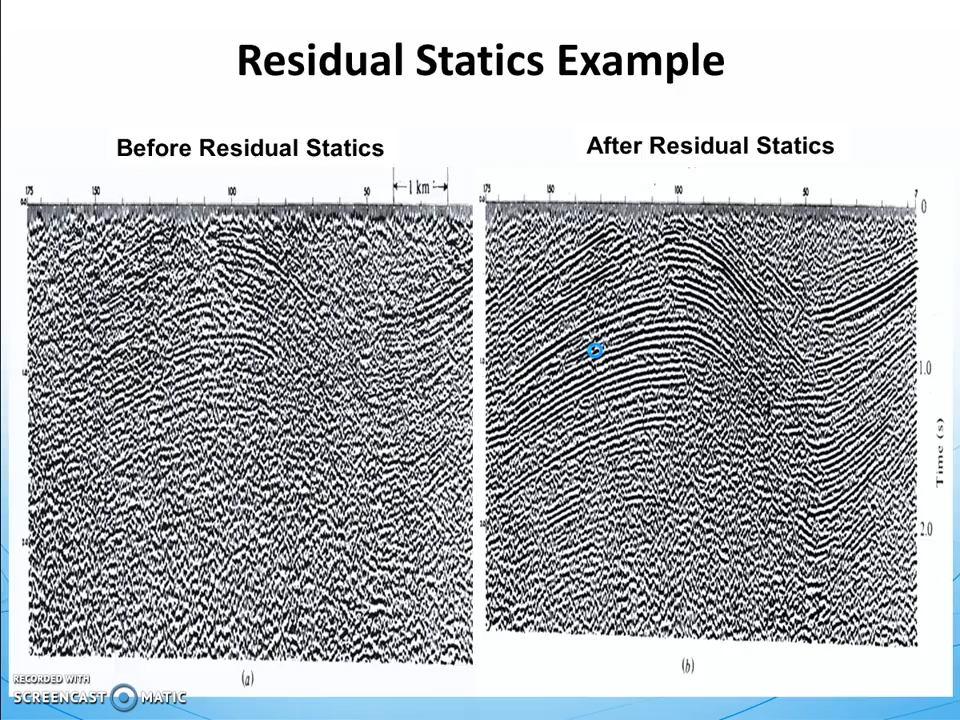 Residual Statics Example
Before Residual Statics
After Residual Statics
1 km
175 150 100 50
175 150 100 50 7
0
1.0
Time (s)
2.0
(a)
(b)
RECORDED WITH
SCREENCAST MATIC